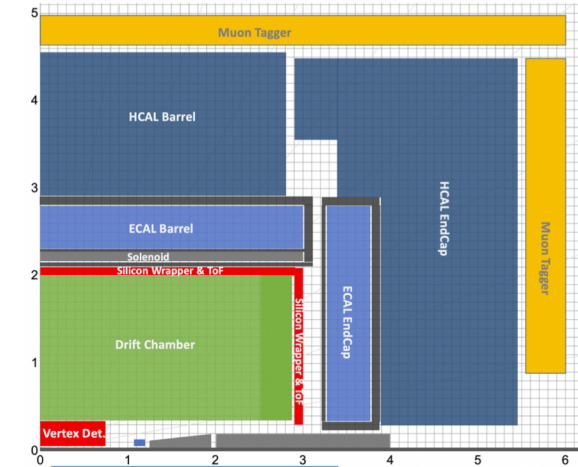 5
Muon Tagger
4
HCAL Barrel
3
HCAL EndCap
ECAL Barrel
Muon Tagger
Solenoid
2
Silicon Wrapper & ToF
Silicon Wrapper & ToF
ECAL EndCap
Drift Chamber
1
Vertex Det.
0
0 1 2 3 4 5 6